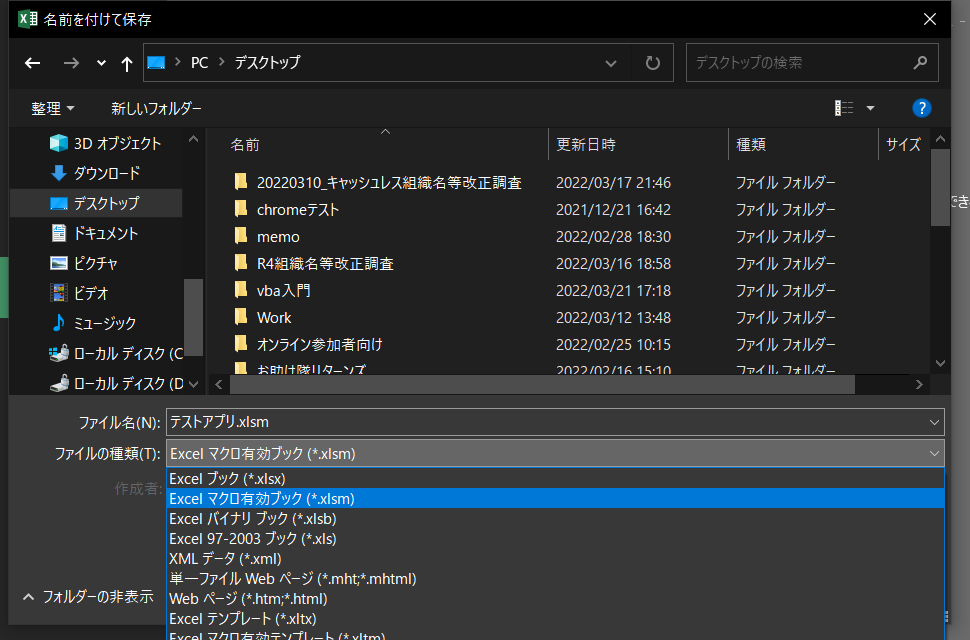 名前を付けて保存
PC
デスクトップ
デスクトップの検索
整理
新しいフォルダー
3D オブジェクト
ダウンロード
デスクトップ
ドキュメント
ピクチャ
ビデオ
ミュージック
ローカル ディスク (C
ローカル ディスク (D
名前 更新日時 種類 サイズ
20220310_キャッシュレス組織名等改正調査 2022/03/17 21:46 ファイル フォルダー
chromeテスト 2021/12/21 16:42 ファイル フォルダー
memo 2022/02/28 18:30 ファイル フォルダー
R4組織名等改正調査 2022/03/16 18:58 ファイル フォルダー
vba入門 2022/03/21 17:18 ファイル フォルダー
Work 2022/03/12 13:48 ファイル フォルダー
オンライン参加者向け 2022/02/25 10:15 ファイル フォルダー
お助け隊リターンズ 2022/02/16 15:10 ファイル フォルダー
でき
ファイル名(N): テストアプリ.xlsm
ファイルの種類(T): Excel マクロ有効ブック (*.xlsm)
作成者:
Excel ブック (*.xlsx)
Excel マクロ有効ブック (*.xlsm)
Excel バイナリ ブック (*.xlsb)
Excel 97-2003 ブック (*.xls)
XML データ (*.xml)
単一ファイル Web ページ (*.mht;*.mhtml)
Web ページ (*.htm;*.html)
Excel テンプレート (*.xltx)
Excel マクロ有効テンプレート (*.xltm)
フォルダーの非表示